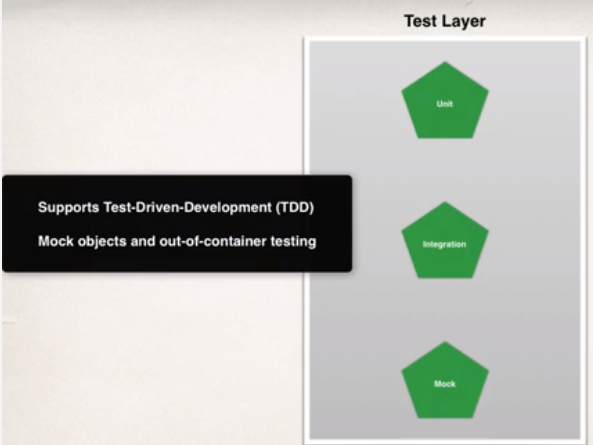 Test Layer
Unit
Supports Test-Driven-Development (TDD)
Mock objects and out-of-container testing
Integration
Mock